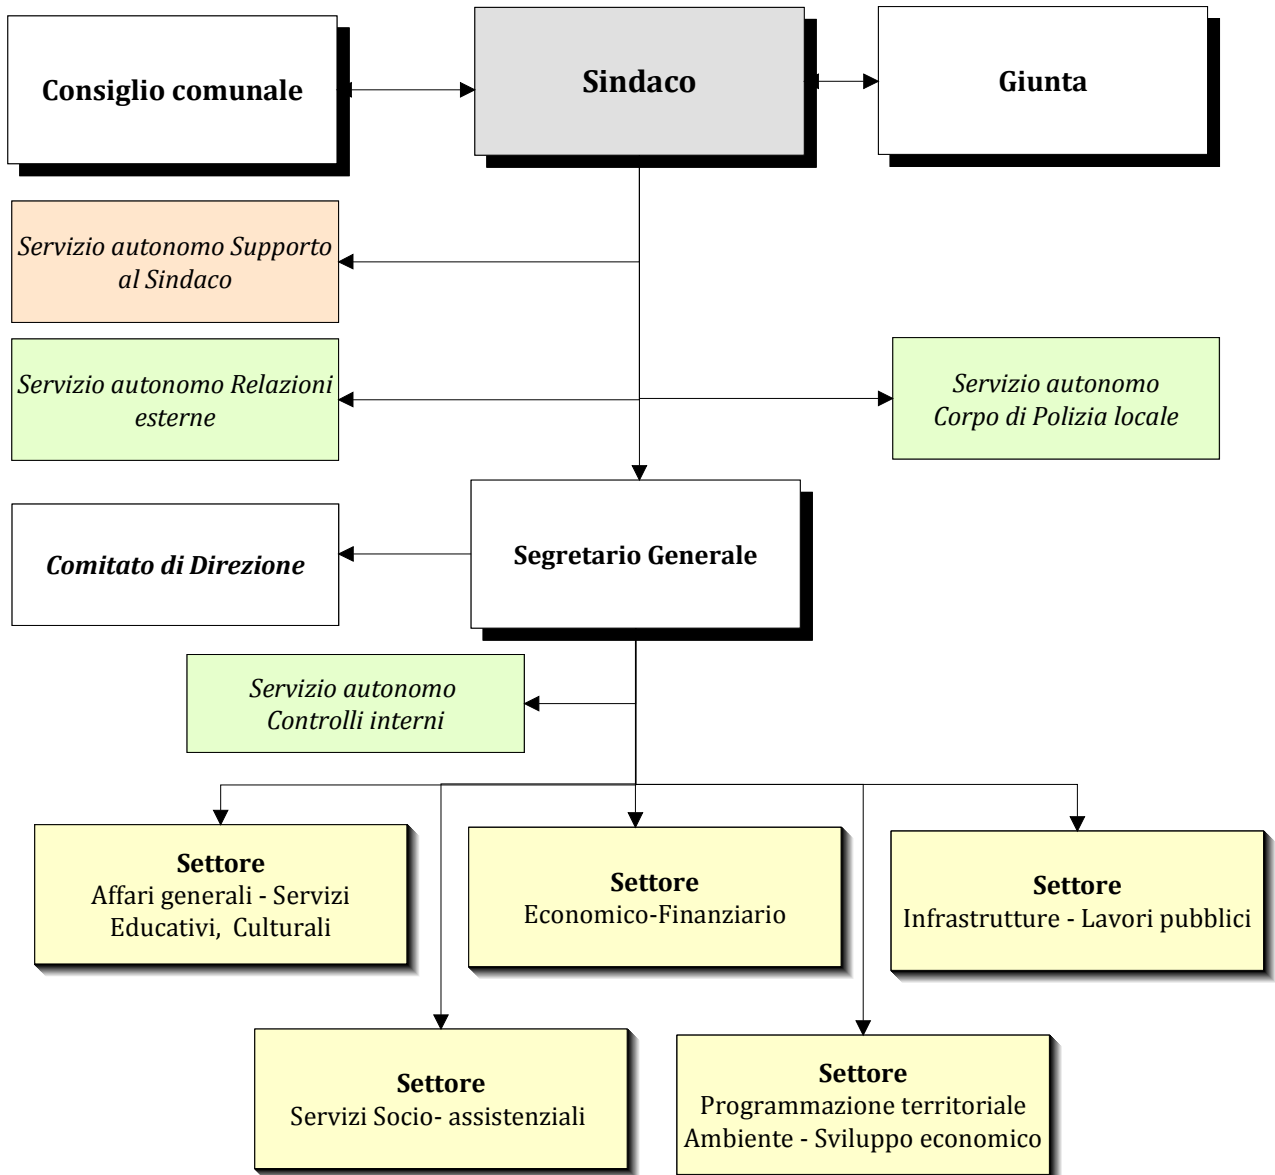 Consiglio comunale
Sindaco
Giunta
Servizio autonomo Supporto
al Sindaco
Servizio autonomo Relazioni
esterne
Servizio autonomo
Corpo di Polizia locale
Comitato di Direzione
Segretario Generale
Servizio autonomo
Controlli interni
Settore
Affari generali - Servizi
Educativi, Culturali
Settore
Economico-Finanziario
Settore
Infrastrutture - Lavori pubblici
Settore
Servizi Socio- assistenziali
Settore
Programmazione territoriale
Ambiente - Sviluppo economico